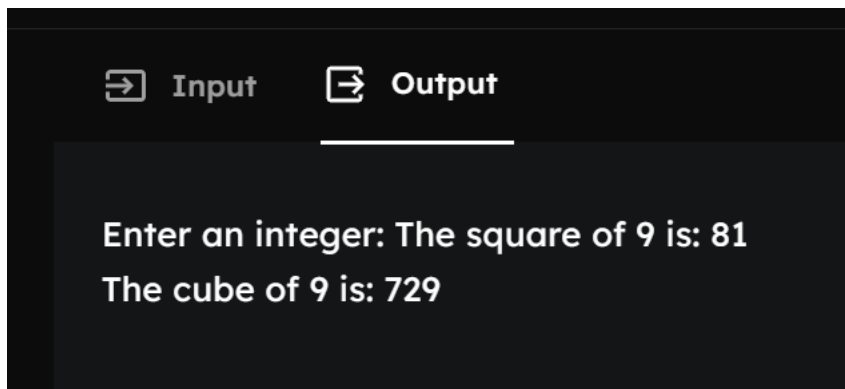 Input Output
Enter an integer: The square of 9 is: 81
The cube of 9 is: 729